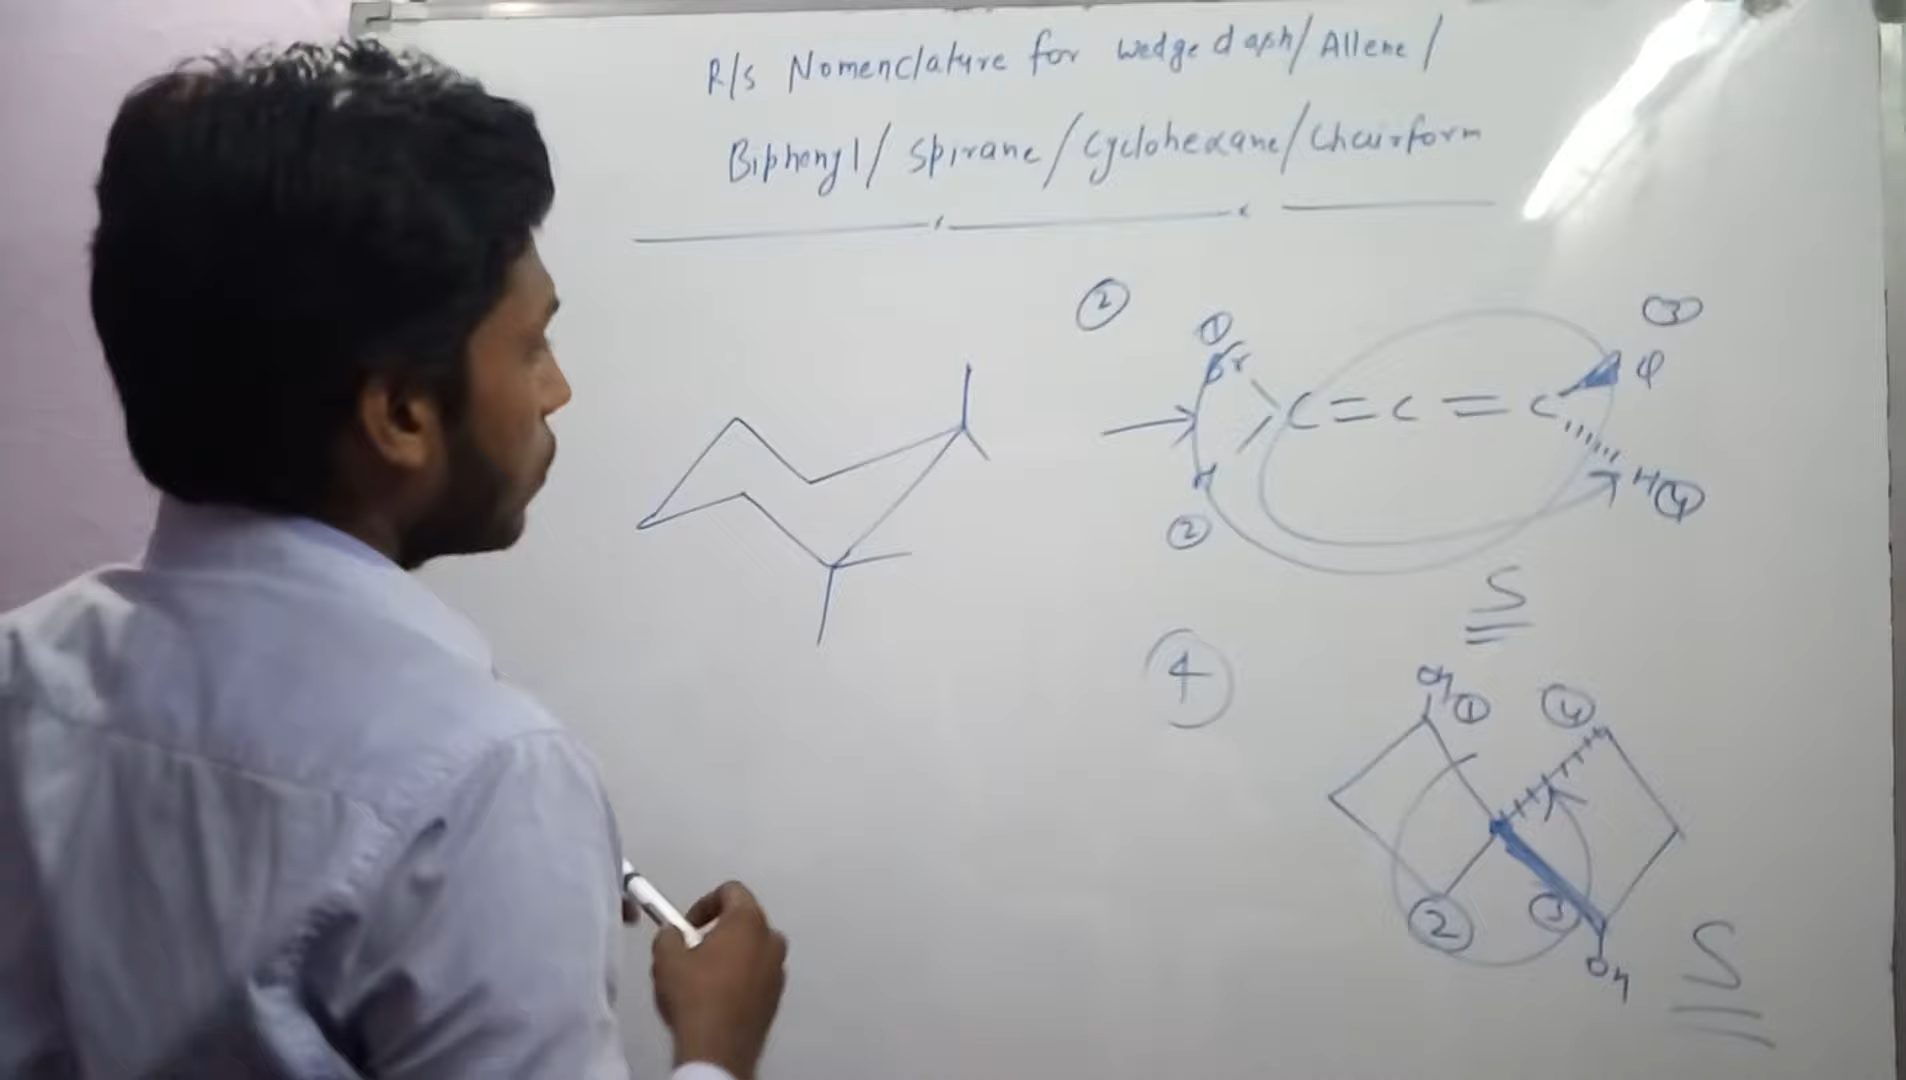 R/S Nomenclature for wedge dash/ Allene/
Biphenyl/ Spirane/ Cyclohexane/ Chairform
② ① ③
Br C = C = C Cl
H H ④
②
S
④ OH ① ④
② ③
OH
S